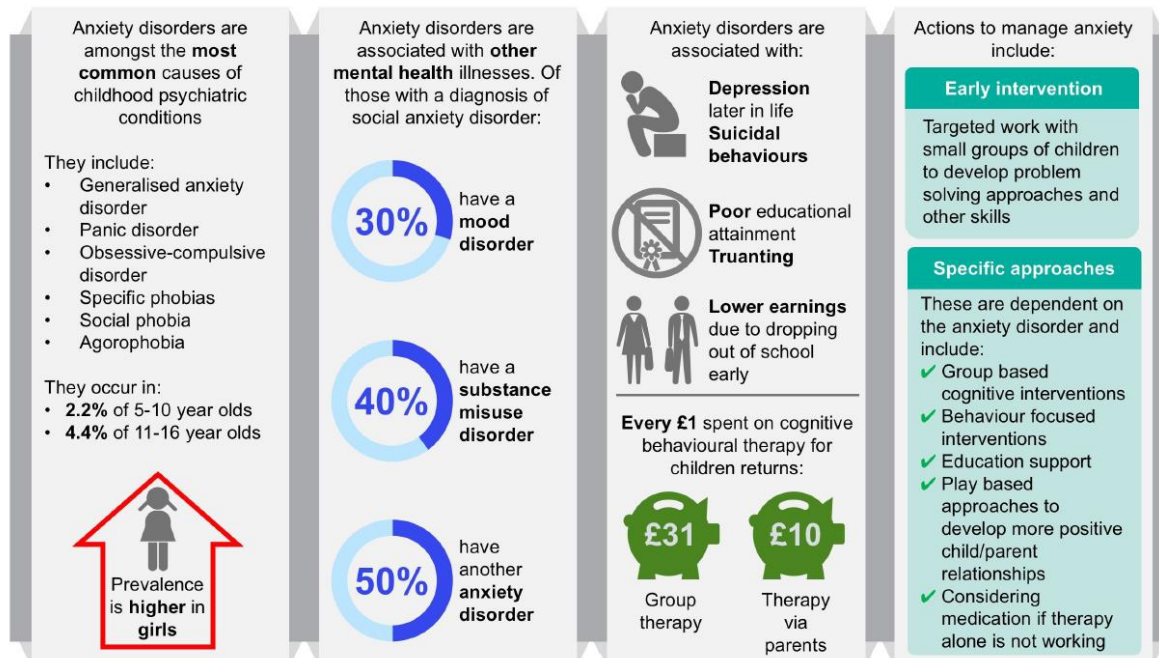 Anxiety disorders are
amongst the most
common causes of
childhood psychiatric
conditions
They include:
• Generalised anxiety
disorder
• Panic disorder
• Obsessive-compulsive
disorder
• Specific phobias
• Social phobia
• Agorophobia
They occur in:
• 2.2% of 5-10 year olds
• 4.4% of 11-16 year olds
Prevalence
is higher in
girls
Anxiety disorders are
associated with other
mental health illnesses. Of
those with a diagnosis of
social anxiety disorder:
30%
have a
mood
disorder
40%
have a
substance
misuse
disorder
50%
have
another
anxiety
disorder
Anxiety disorders are
associated with:
Depression
later in life
Suicidal
behaviours
Poor educational
attainment
Truanting
Lower earnings
due to dropping
out of school
early
Every £1 spent on cognitive
behavioural therapy for
children returns:
£31
Group
therapy
£10
Therapy
via
parents
Actions to manage anxiety
include:
Early intervention
Targeted work with
small groups of children
to develop problem
solving approaches and
other skills
Specific approaches
These are dependent on
the anxiety disorder and
include:
✔ Group based
cognitive interventions
✔ Behaviour focused
interventions
✔ Education support
✔ Play based
approaches to
develop more positive
child/parent
relationships
✔ Considering
medication if therapy
alone is not working